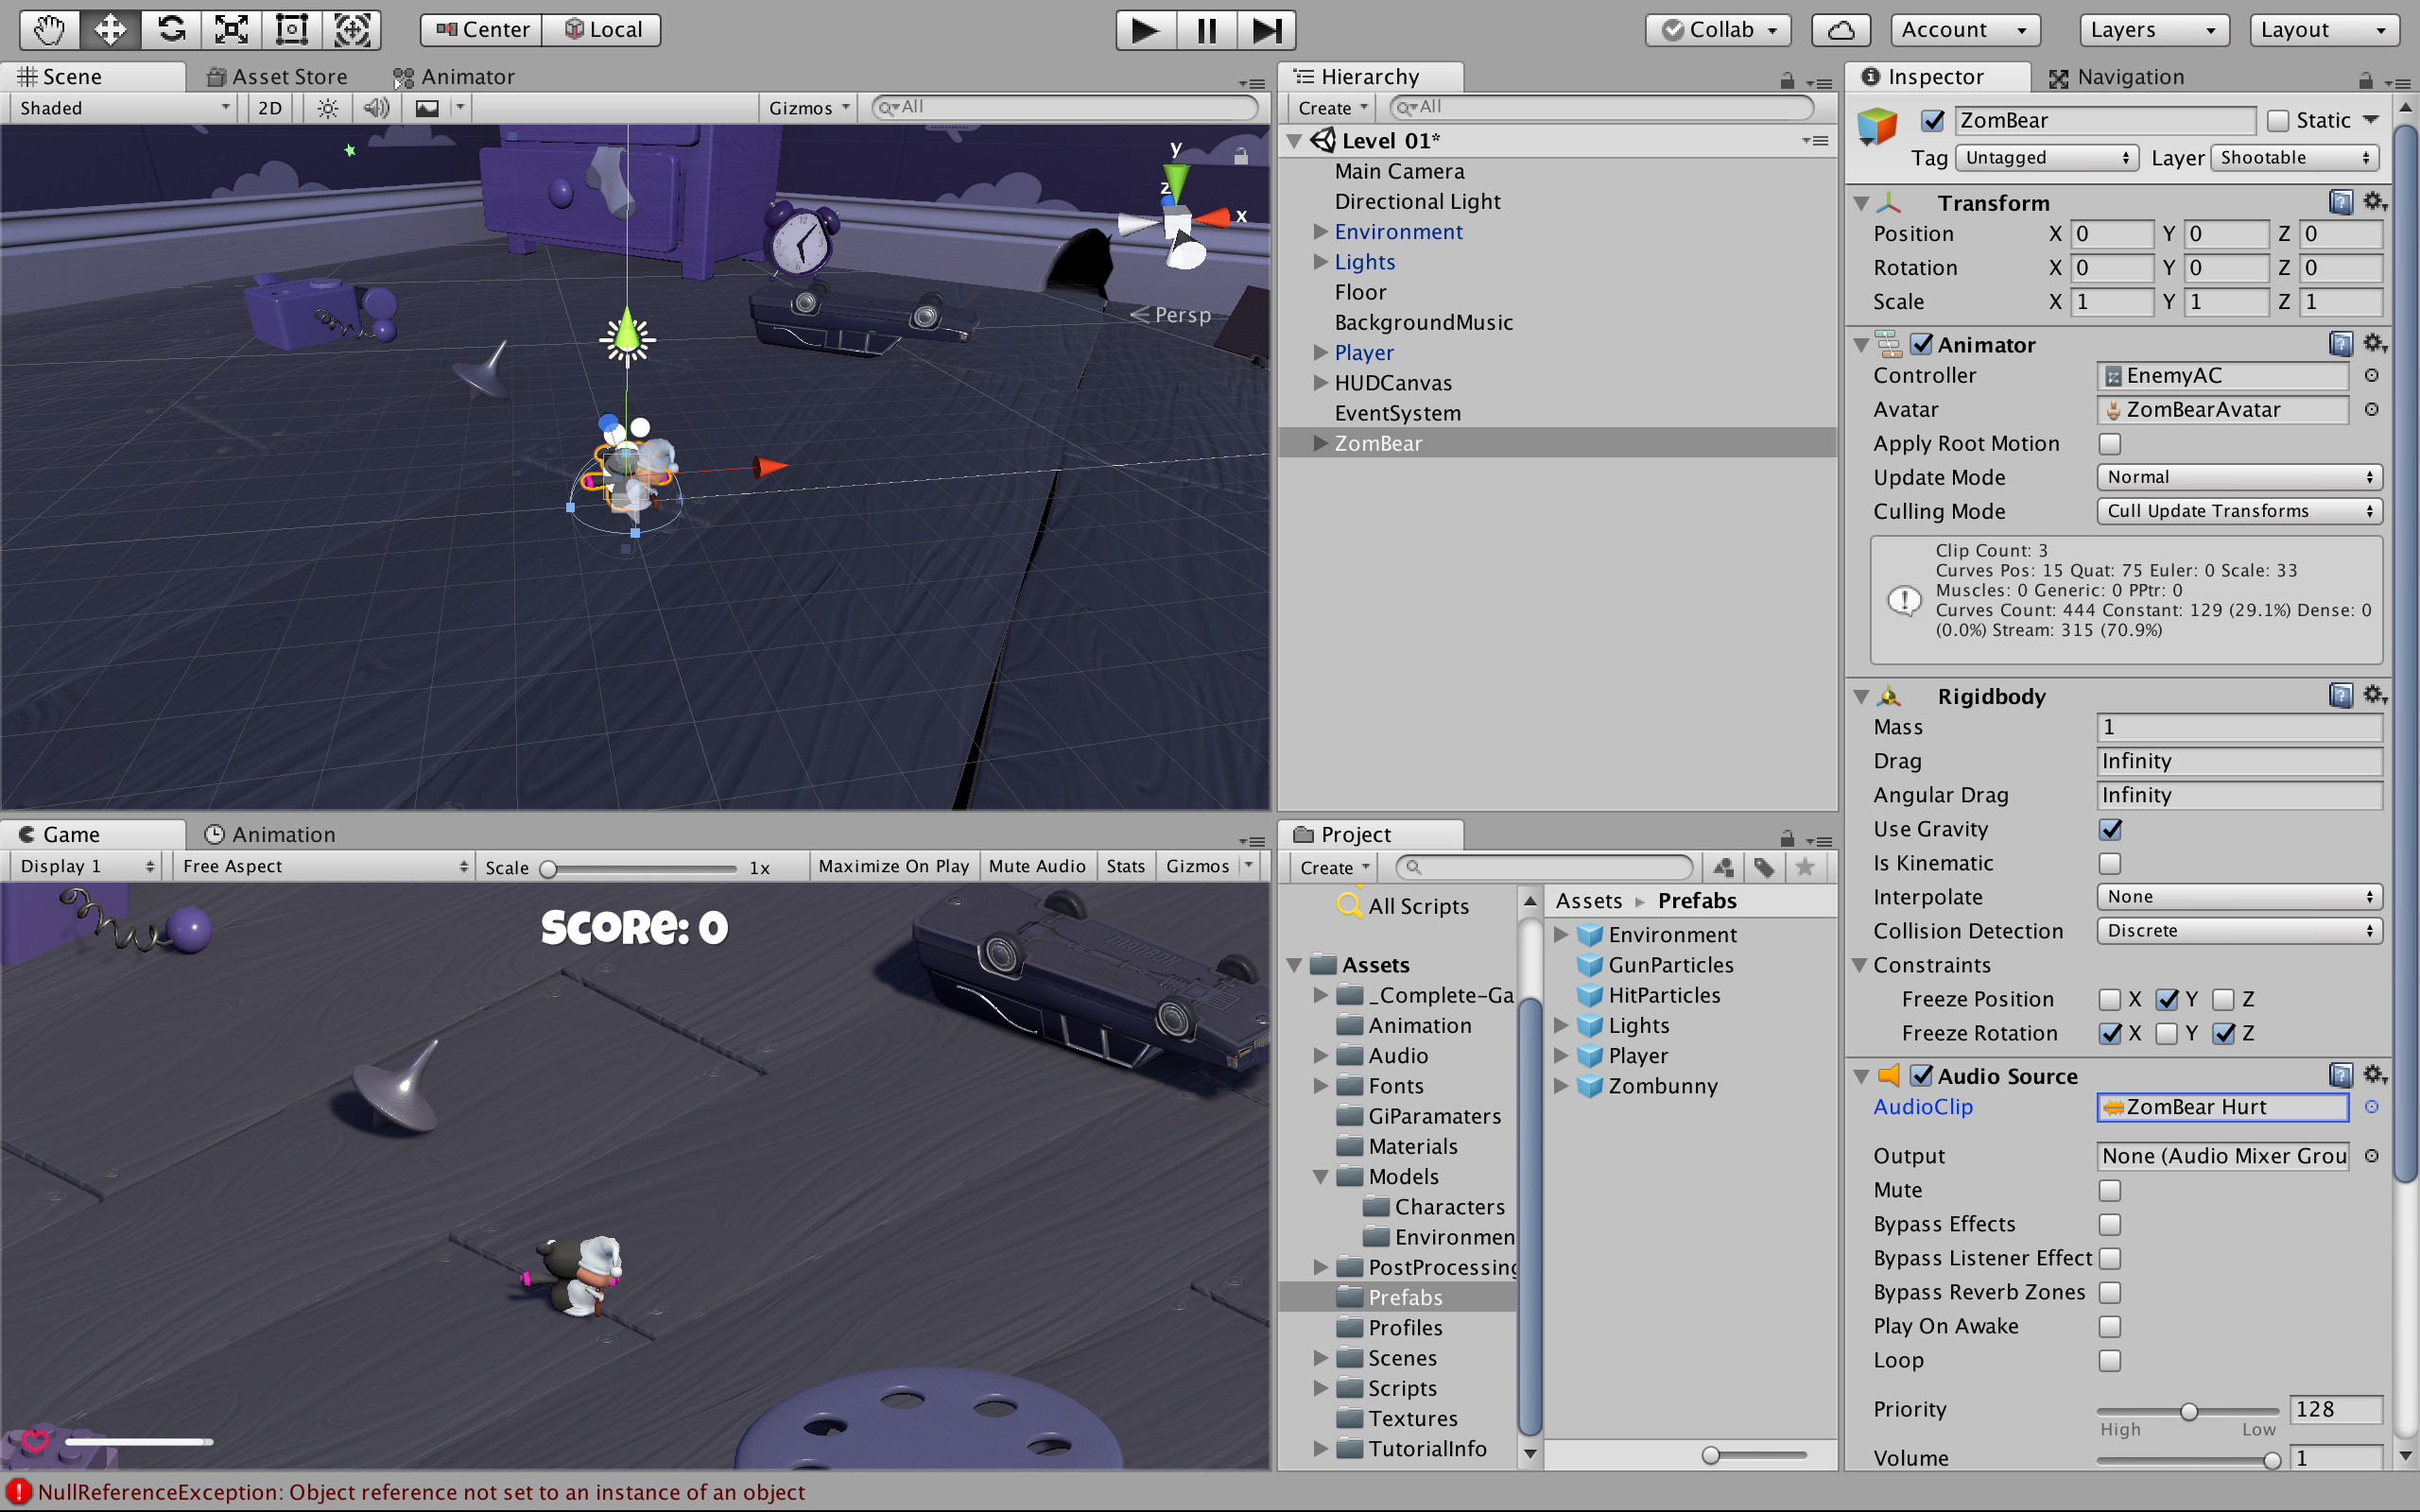 Center Local Collab Account Layers Layout
Scene Asset Store Animator
Shaded 2D Gizmos All
y
z
x
Persp
Game Animation
Display 1 Free Aspect Scale 1x Maximize On Play Mute Audio Stats Gizmos
SCORE: 0
Hierarchy
Create All
Level 01*
Main Camera
Directional Light
Environment
Lights
Floor
BackgroundMusic
Player
HUDCanvas
EventSystem
ZomBear
Project
Create
All Scripts
Assets
_Complete-Ga
Animation
Audio
Fonts
GiParamaters
Materials
Models
Characters
Environmen
PostProcessing
Prefabs
Profiles
Scenes
Scripts
Textures
TutorialInfo
Assets Prefabs
Environment
GunParticles
HitParticles
Lights
Player
Zombunny
Inspector Navigation
ZomBear Static
Tag Untagged Layer Shootable
Transform
Position X 0 Y 0 Z 0
Rotation X 0 Y 0 Z 0
Scale X 1 Y 1 Z 1
Animator
Controller EnemyAC
Avatar ZomBearAvatar
Apply Root Motion
Update Mode Normal
Culling Mode Cull Update Transforms
Clip Count: 3
Curves Pos: 15 Quat: 75 Euler: 0 Scale: 33
Muscles: 0 Generic: 0 PPtr: 0
Curves Count: 444 Constant: 129 (29.1%) Dense: 0
(0.0%) Stream: 315 (70.9%)
Rigidbody
Mass 1
Drag Infinity
Angular Drag Infinity
Use Gravity
Is Kinematic
Interpolate None
Collision Detection Discrete
Constraints
Freeze Position X Y Z
Freeze Rotation X Y Z
Audio Source
AudioClip ZomBear Hurt
Output None (Audio Mixer Grou
Mute
Bypass Effects
Bypass Listener Effect
Bypass Reverb Zones
Play On Awake
Loop
Priority 128
High Low
Volume 1
NullReferenceException: Object reference not set to an instance of an object